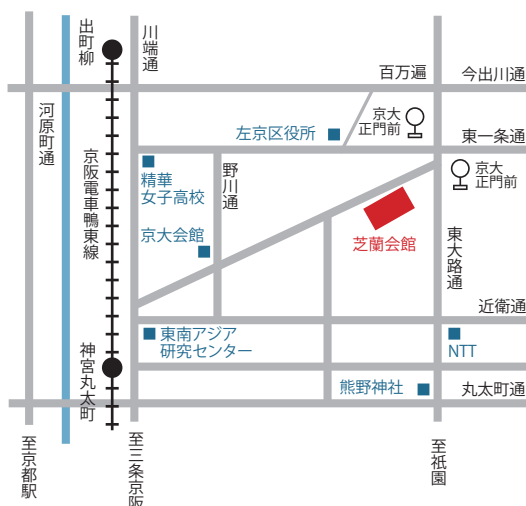 出町柳
川端通
百万遍
今出川通
河原町通
京大
正門前
左京区役所
東一条通
京阪電車鴨東線
精華
女子高校
野川通
京大
正門前
京大会館
芝蘭会館
東大路通
近衛通
東南アジア
研究センター
NTT
神宮丸太町
熊野神社
丸太町通
至京都駅
至三条京阪
至祇園